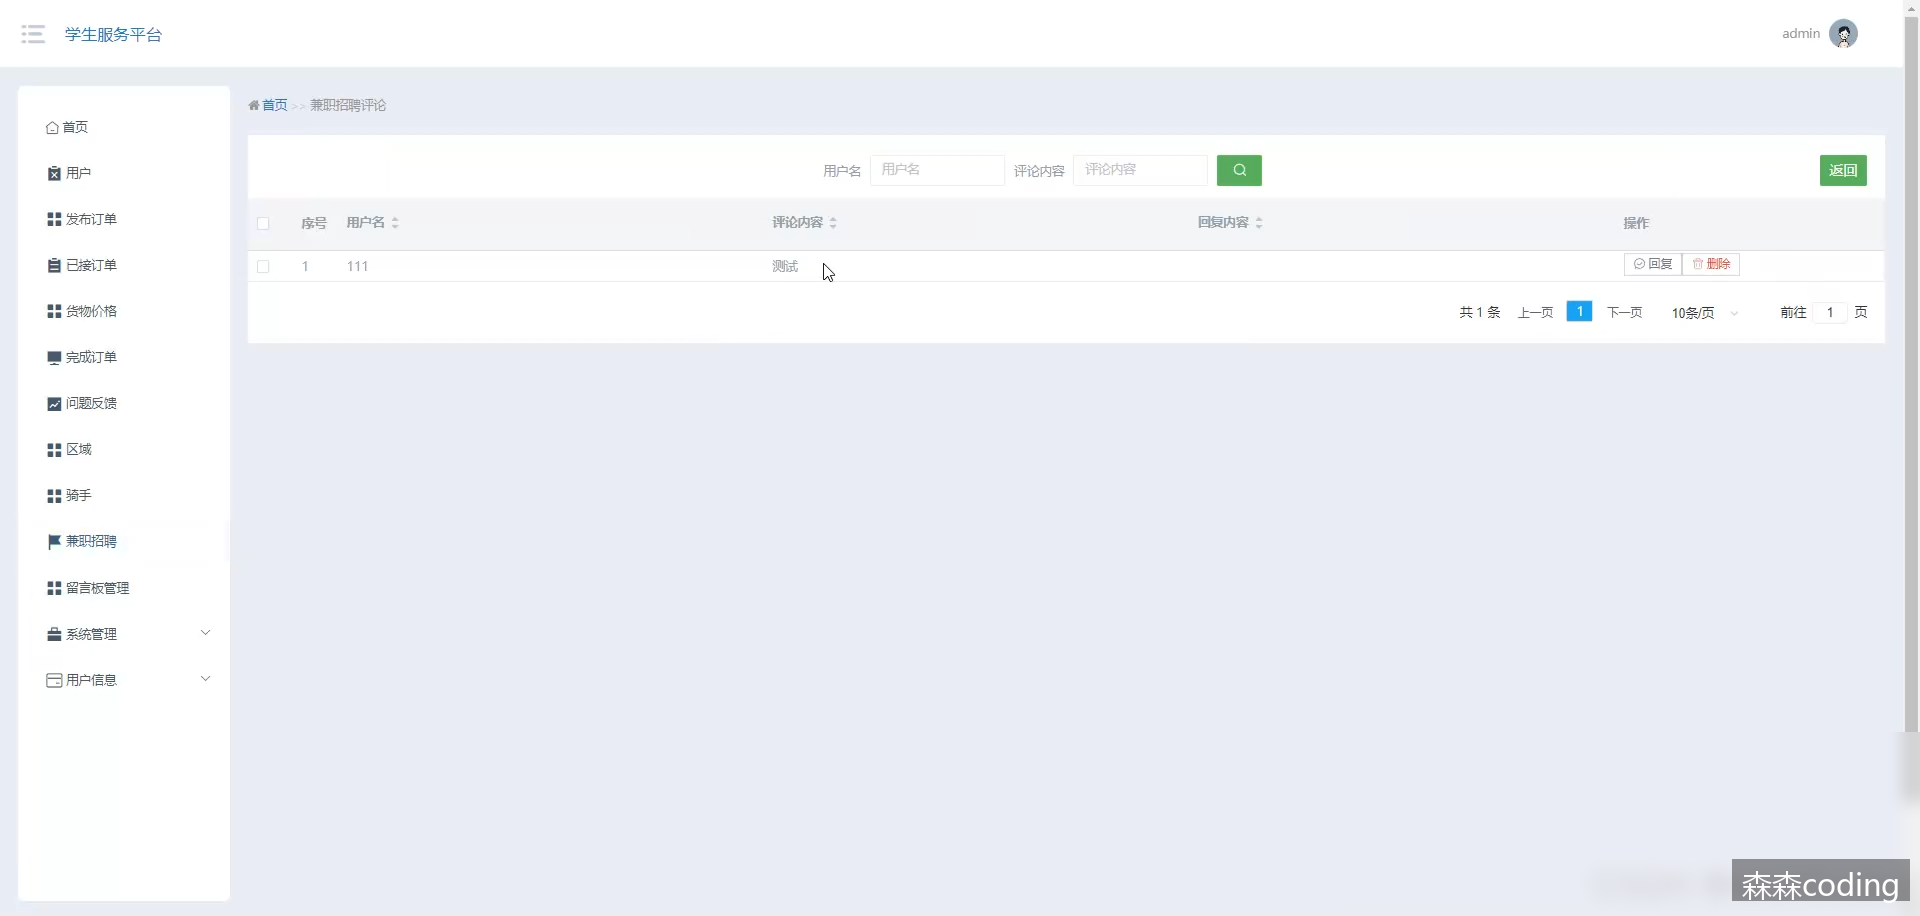 学生服务平台
admin
首页 >> 兼职招聘评论
首页
用户
发布订单
已接订单
货物价格
完成订单
问题反馈
区域
骑手
兼职招聘
留言板管理
系统管理
用户信息
用户名 用户名 评论内容 评论内容 返回
序号 用户名 评论内容 回复内容 操作
1 111 测试 回复 删除
共 1 条 上一页 1 下一页 10条/页 前往 1 页
森森coding